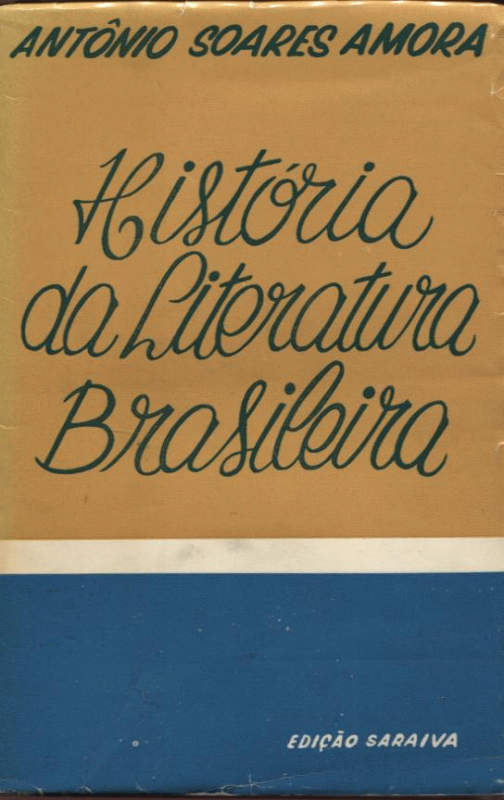 ANTÔNIO SOARES AMORA
História
da Literatura
Brasileira
EDIÇÃO SARAIVA